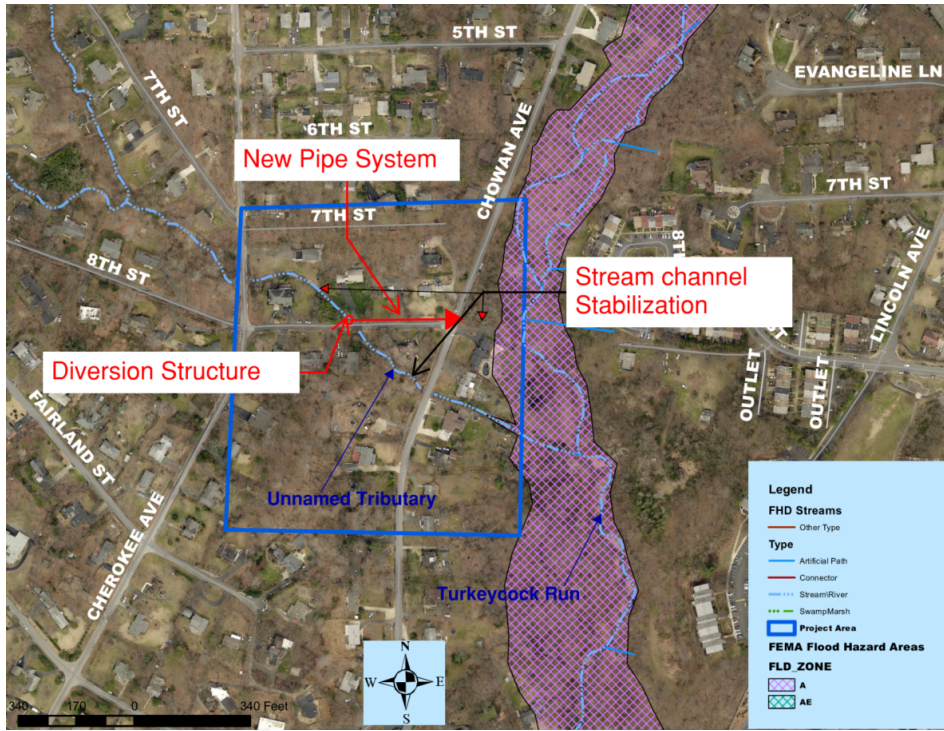 5TH ST
EVANGELINE LN
7TH ST
6TH ST
New Pipe System
CHOWAN AVE
7TH ST
7TH ST
8TH ST
8TH
ST
LINCOLN AVE
Stream channel
Stabilization
Diversion Structure
OUTLET
OUTLET
FAIRLAND ST
Unnamed Tributary
CHEROKEE AVE
Turkeycock Run
Legend
FHD Streams
Other Type
Type
Artificial Path
Connector
Stream\River
SwampMarsh
Project Area
FEMA Flood Hazard Areas
FLD_ZONE
A
AE
N
W
E
S
340 170 0 340 Feet